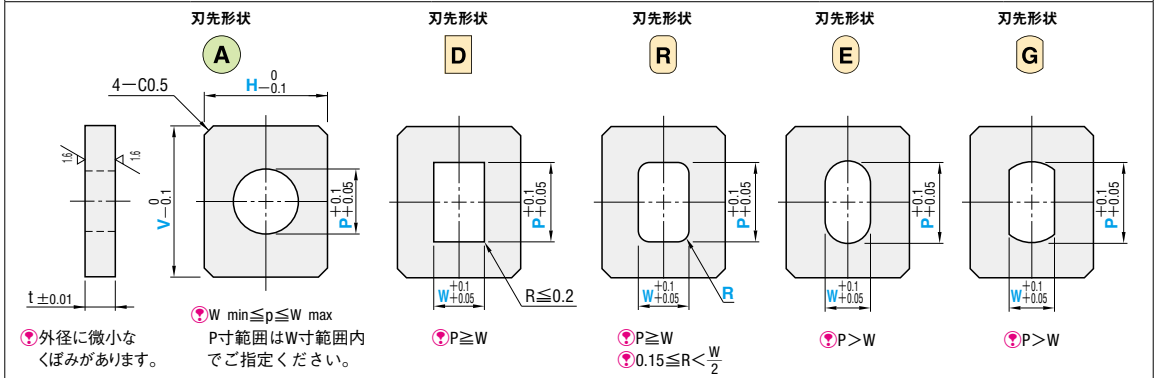 刃先形状
A
4－C0.5
H 0 －0.1
1.6
1.6
V 0 －0.1
P +0.1 +0.05
t ±0.01
外径に微小な
くぼみがあります。
W min≦p≦W max
P寸範囲はW寸範囲内
でご指定ください。
刃先形状
D
P +0.1 +0.05
W +0.1 +0.05
R≦0.2
P≧W
刃先形状
R
P +0.1 +0.05
W +0.1 +0.05
R
P≧W
0.15≦R<W/2
刃先形状
E
P +0.1 +0.05
W +0.1 +0.05
P>W
刃先形状
G
P +0.1 +0.05
W +0.1 +0.05
P>W